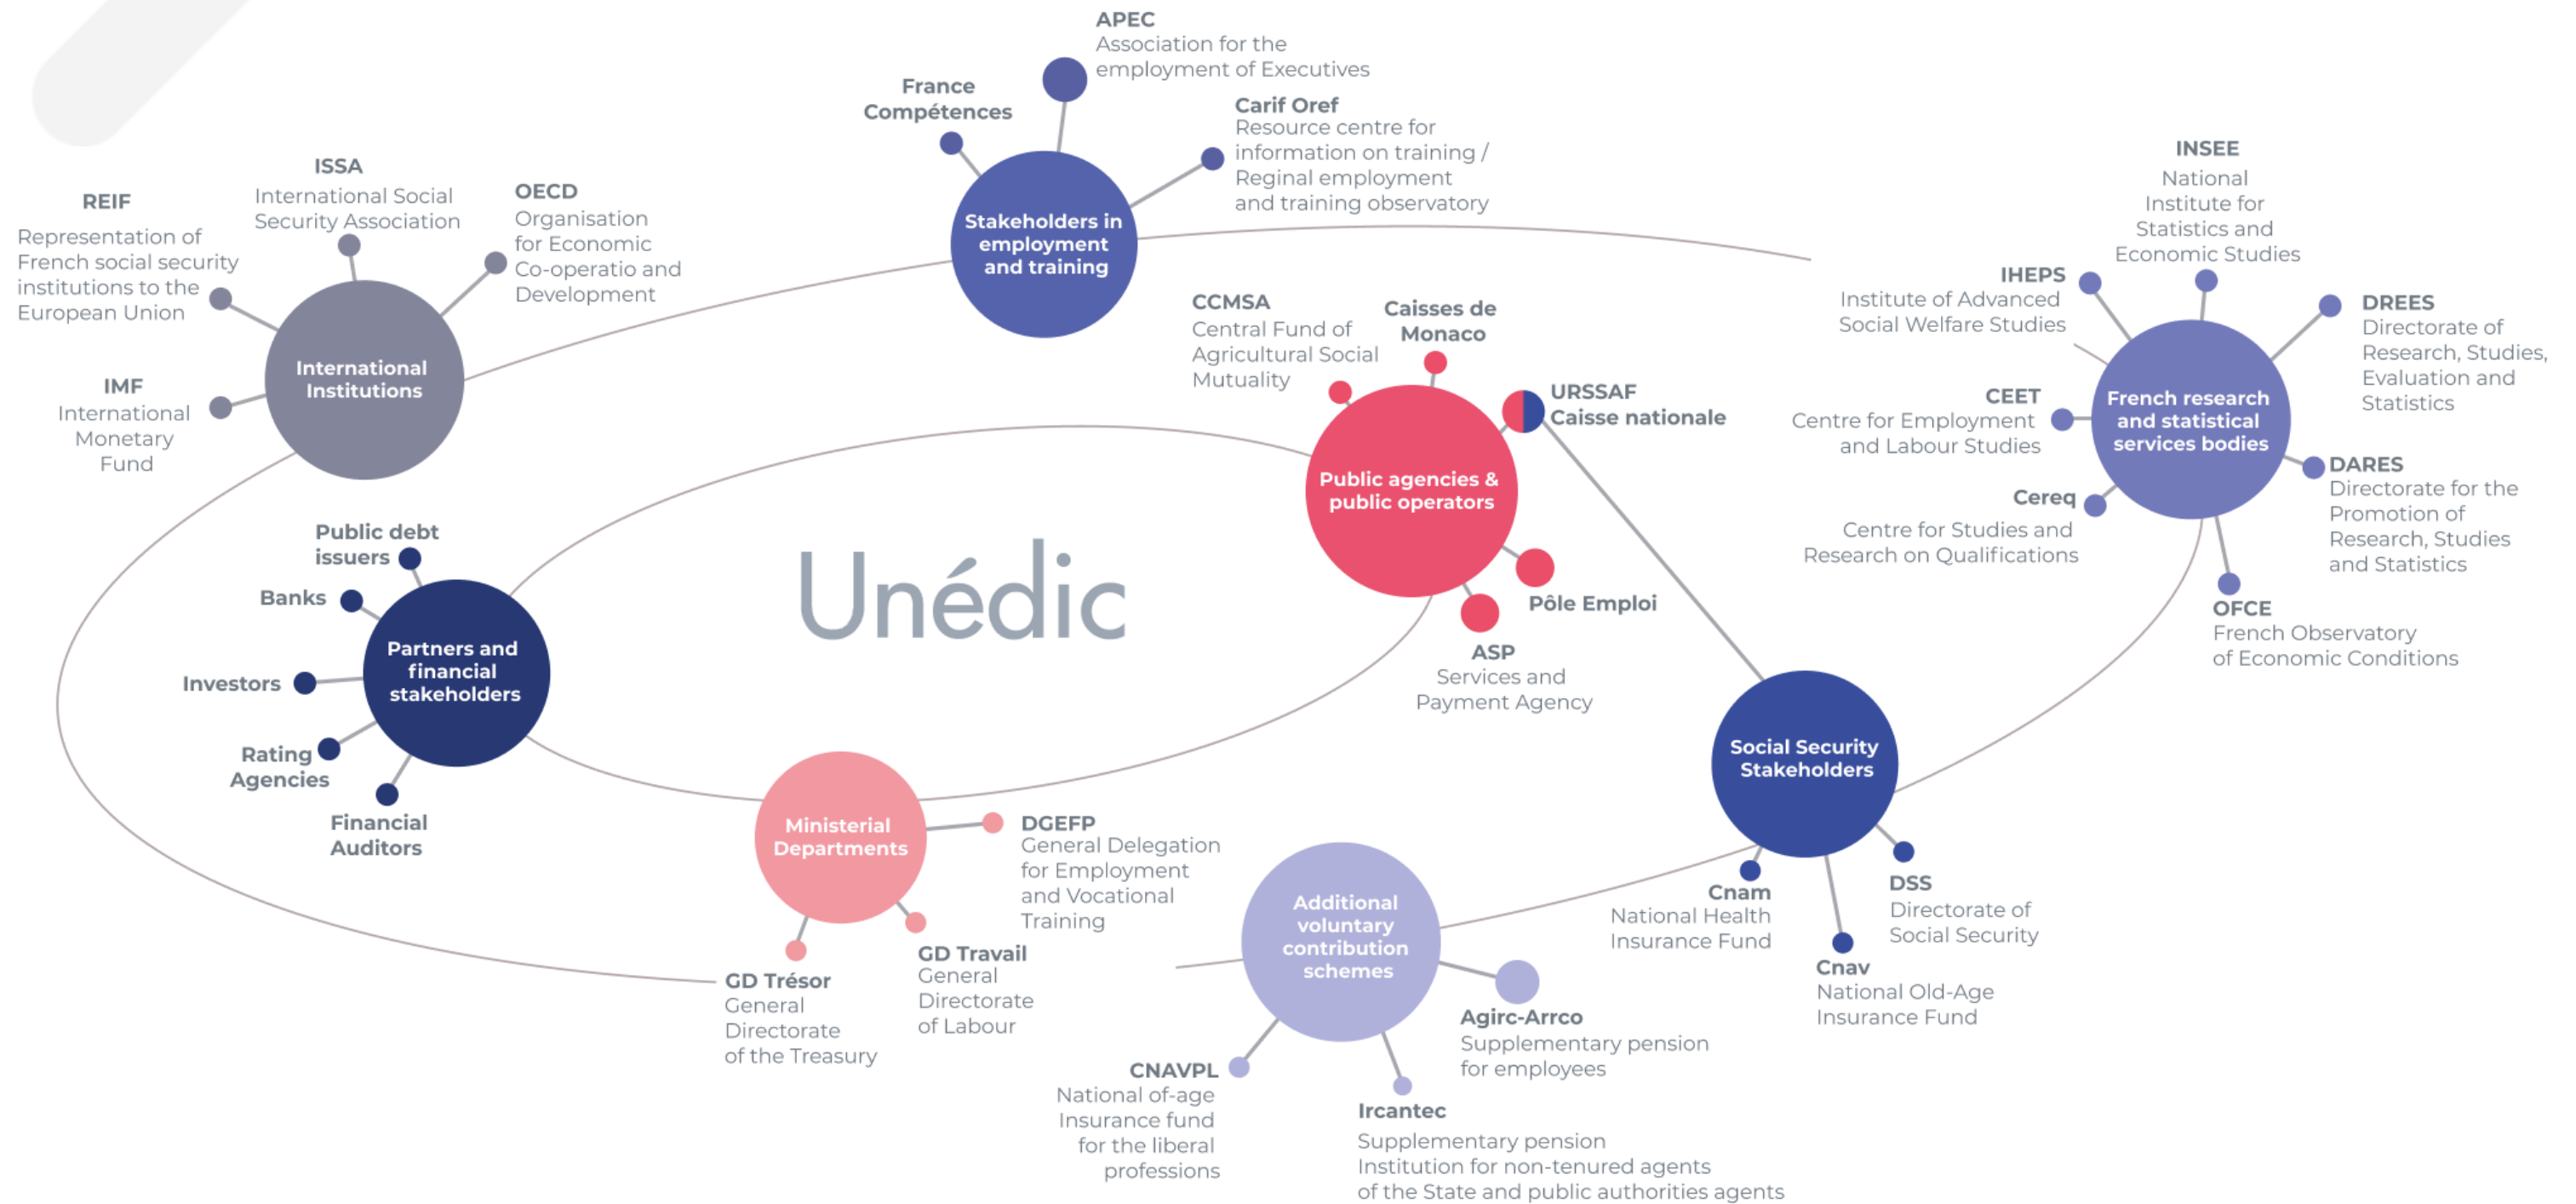 APEC
Association for the
employment of Executives
France
Compétences
Carif Oref
Resource centre for
information on training /
Reginal employment
and training observatory
Stakeholders in
employment
and training
REIF
Representation of
French social security
institutions to the
European Union
ISSA
International Social
Security Association
OECD
Organisation
for Economic
Co-operatio and
Development
IMF
International
Monetary
Fund
International
Institutions
INSEE
National
Institute for
Statistics and
Economic Studies
IHEPS
Institute of Advanced
Social Welfare Studies
DREES
Directorate of
Research, Studies,
Evaluation and
Statistics
CEET
Centre for Employment
and Labour Studies
French research
and statistical
services bodies
Cereq
Centre for Studies and
Research on Qualifications
DARES
Directorate for the
Promotion of
Research, Studies
and Statistics
OFCE
French Observatory
of Economic Conditions
CCMSA
Central Fund of
Agricultural Social
Mutuality
Caisses de
Monaco
URSSAF
Caisse nationale
Public agencies &
public operators
Pôle Emploi
ASP
Services and
Payment Agency
Unédic
Public debt
issuers
Banks
Investors
Rating
Agencies
Financial
Auditors
Partners and
financial
stakeholders
Ministerial
Departments
DGEFP
General Delegation
for Employment
and Vocational
Training
GD Travail
General
Directorate
of Labour
GD Trésor
General
Directorate
of the Treasury
Social Security
Stakeholders
Cnam
National Health
Insurance Fund
DSS
Directorate of
Social Security
Cnav
National Old-Age
Insurance Fund
Additional
voluntary
contribution
schemes
Agirc-Arrco
Supplementary pension
for employees
CNAVPL
National of-age
Insurance fund
for the liberal
professions
Ircantec
Supplementary pension
Institution for non-tenured agents
of the State and public authorities agents